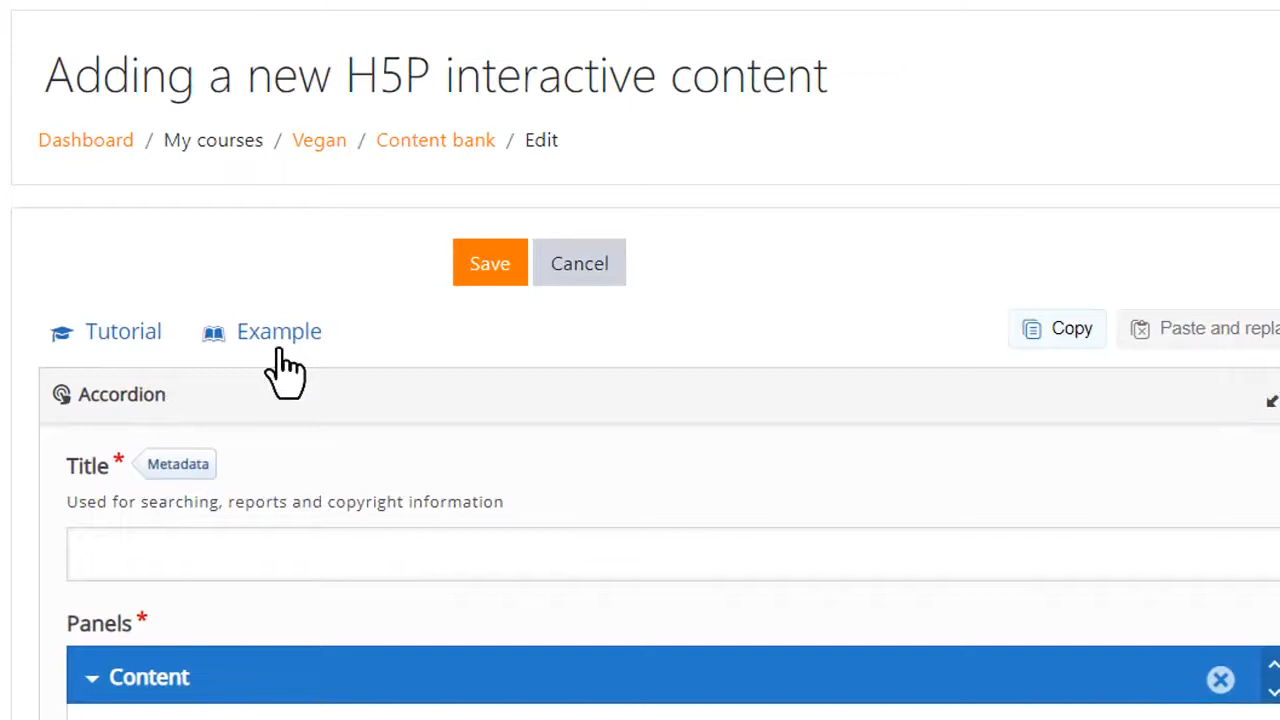 Adding a new H5P interactive content
Dashboard / My courses / Vegan / Content bank / Edit
Save Cancel
Tutorial Example Copy Paste and repla
Accordion
Title * Metadata
Used for searching, reports and copyright information
Panels *
Content